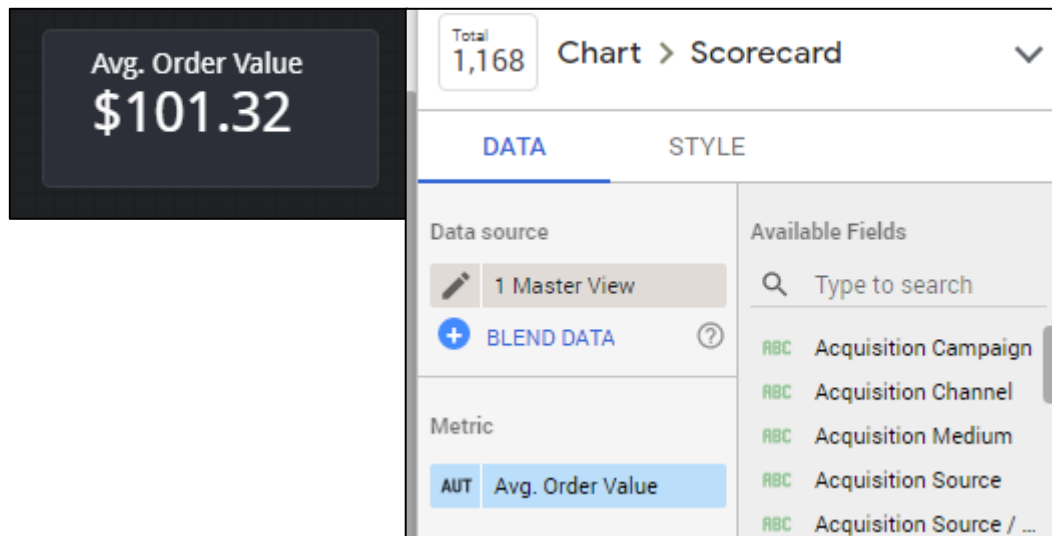 Avg. Order Value
$101.32
Total
1,168
Chart > Scorecard
DATA
STYLE
Data source
1 Master View
BLEND DATA
Metric
AUT Avg. Order Value
Available Fields
Type to search
ABC Acquisition Campaign
ABC Acquisition Channel
ABC Acquisition Medium
ABC Acquisition Source
ABC Acquisition Source / ...